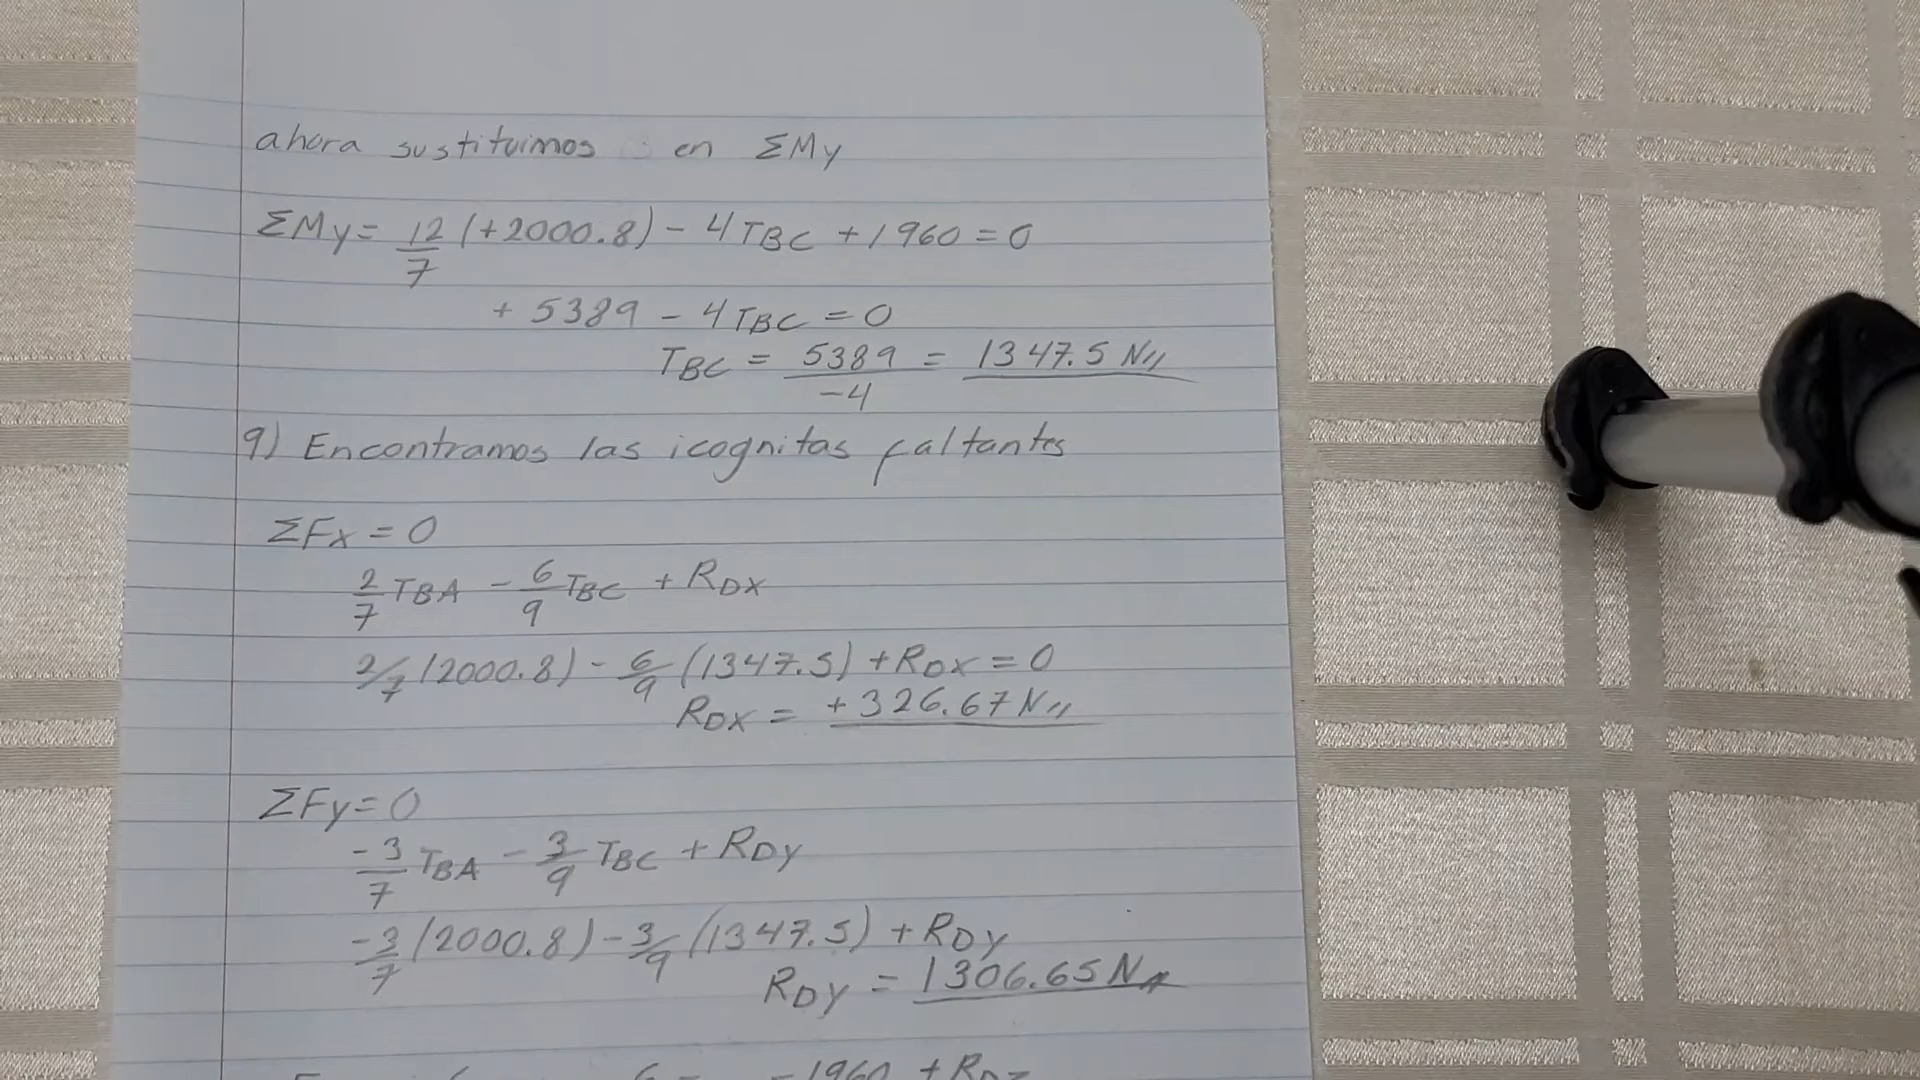 ahora sustituimos en ΣMy
ΣMy = 12/7 (+2000.8) - 4TBC + 1960 = 0
+ 5389 - 4TBC = 0
TBC = 5389/-4 = 1347.5 N//
9) Encontramos las icognitas faltantes
ΣFx = 0
2/7 TBA - 6/9 TBC + RDX
2/7 (2000.8) - 6/9 (1347.5) + RDX = 0
RDX = +326.67 N//
ΣFy = 0
-3/7 TBA - 3/9 TBC + RDY
-3/7 (2000.8) - 3/9 (1347.5) + RDY
RDY = 1306.65 N//
-1960 + RDZ